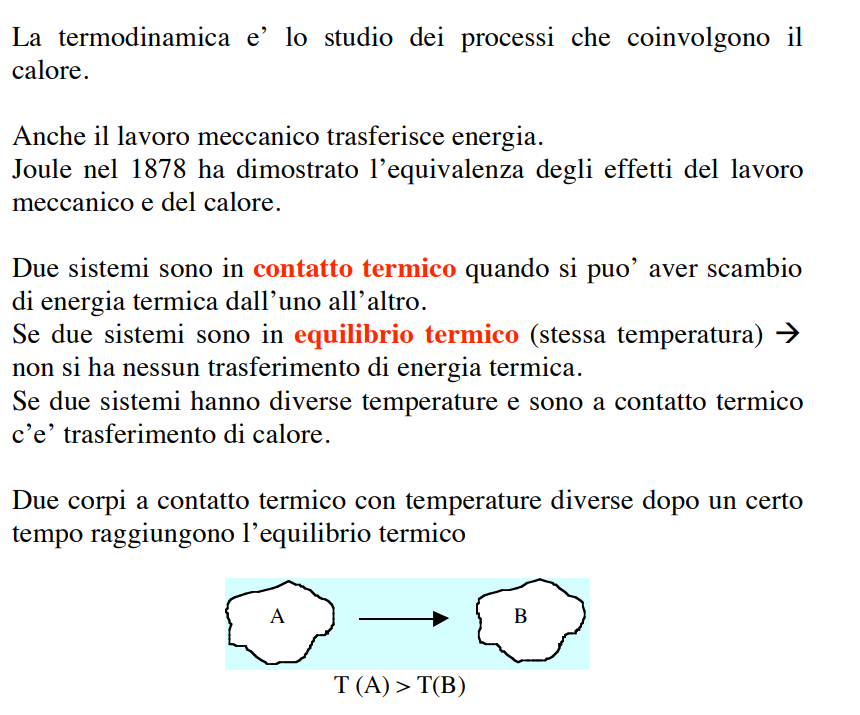 La termodinamica e’ lo studio dei processi che coinvolgono il
calore.
Anche il lavoro meccanico trasferisce energia.
Joule nel 1878 ha dimostrato l’equivalenza degli effetti del lavoro
meccanico e del calore.
Due sistemi sono in contatto termico quando si puo’ aver scambio
di energia termica dall’uno all’altro.
Se due sistemi sono in equilibrio termico (stessa temperatura) →
non si ha nessun trasferimento di energia termica.
Se due sistemi hanno diverse temperature e sono a contatto termico
c’e’ trasferimento di calore.
Due corpi a contatto termico con temperature diverse dopo un certo
tempo raggiungono l’equilibrio termico
A B
T (A) > T(B)